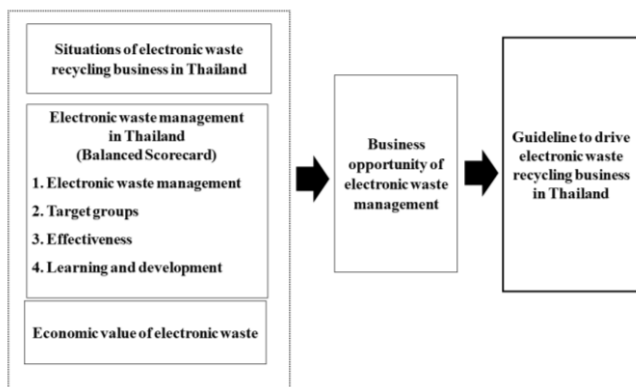 Situations of electronic waste
recycling business in Thailand
Electronic waste management
in Thailand
(Balanced Scorecard)
1. Electronic waste management
2. Target groups
3. Effectiveness
4. Learning and development
Economic value of electronic waste
Business
opportunity of
electronic waste
management
Guideline to drive
electronic waste
recycling business
in Thailand